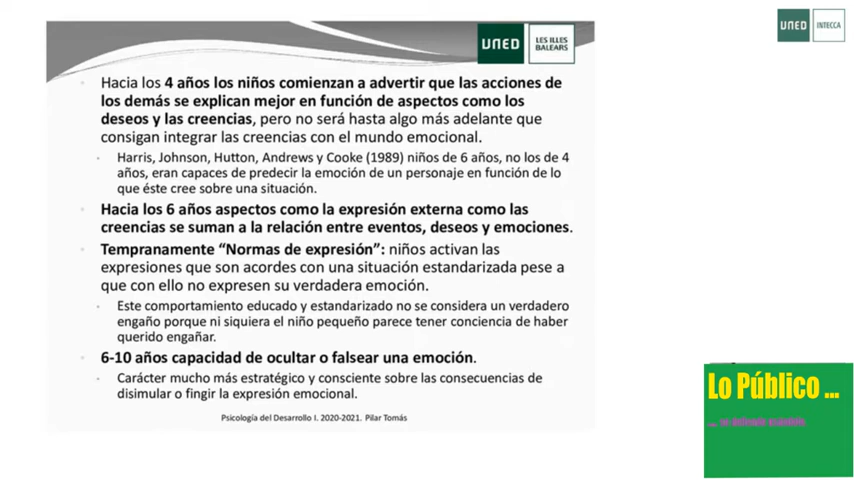 UNED
LES ILLES
BALEARS
UNED
INTECCA
Hacia los 4 años los niños comienzan a advertir que las acciones de
los demás se explican mejor en función de aspectos como los
deseos y las creencias, pero no será hasta algo más adelante que
consigan integrar las creencias con el mundo emocional.
Harris, Johnson, Hutton, Andrews y Cooke (1989) niños de 6 años, no los de 4
años, eran capaces de predecir la emoción de un personaje en función de lo
que éste cree sobre una situación.
Hacia los 6 años aspectos como la expresión externa como las
creencias se suman a la relación entre eventos, deseos y emociones.
Tempranamente “Normas de expresión”: niños activan las
expresiones que son acordes con una situación estandarizada pese a
que con ello no expresen su verdadera emoción.
Este comportamiento educado y estandarizado no se considera un verdadero
engaño porque ni siquiera el niño pequeño parece tener conciencia de haber
querido engañar.
6-10 años capacidad de ocultar o falsear una emoción.
Carácter mucho más estratégico y consciente sobre las consecuencias de
disimular o fingir la expresión emocional.
Psicología del Desarrollo I. 2020-2021. Pilar Tomás
Lo Público ...